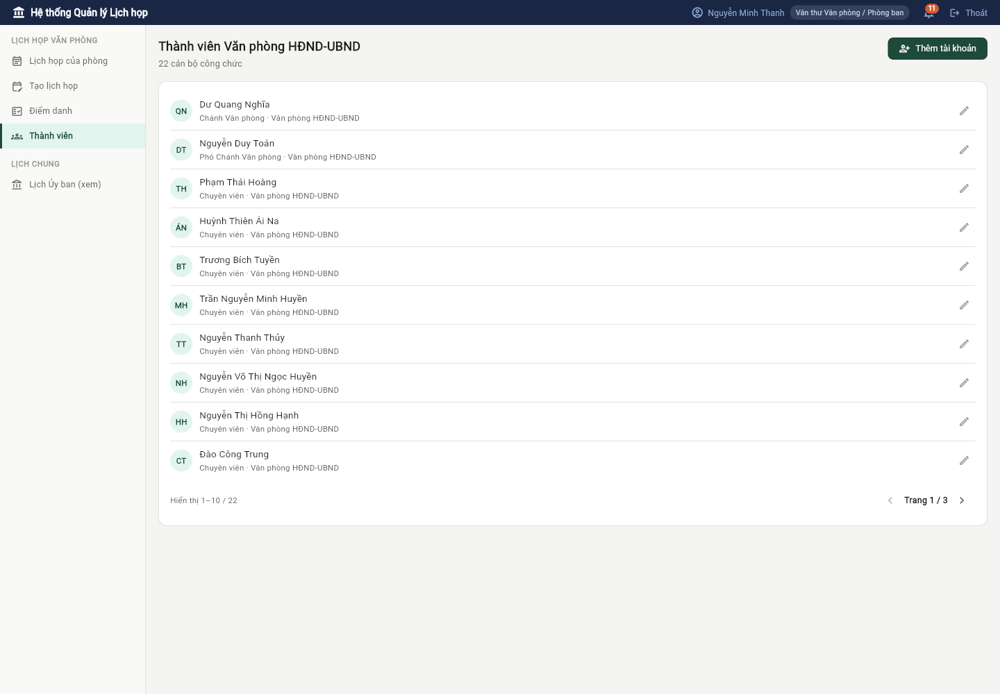 Hệ thống Quản lý Lịch họp
Nguyễn Minh Thanh
Văn thư Văn phòng / Phòng ban
11
Thoát
LỊCH HỌP VĂN PHÒNG
Lịch họp của phòng
Tạo lịch họp
Điểm danh
Thành viên
LỊCH CHUNG
Lịch Ủy ban (xem)
Thành viên Văn phòng HĐND-UBND
22 cán bộ công chức
Thêm tài khoản
QN
Dư Quang Nghĩa
Chánh Văn phòng · Văn phòng HĐND-UBND
DT
Nguyễn Duy Toán
Phó Chánh Văn phòng · Văn phòng HĐND-UBND
TH
Phạm Thái Hoàng
Chuyên viên · Văn phòng HĐND-UBND
ÁN
Huỳnh Thiên Ái Na
Chuyên viên · Văn phòng HĐND-UBND
BT
Trương Bích Tuyền
Chuyên viên · Văn phòng HĐND-UBND
MH
Trần Nguyễn Minh Huyền
Chuyên viên · Văn phòng HĐND-UBND
TT
Nguyễn Thanh Thủy
Chuyên viên · Văn phòng HĐND-UBND
NH
Nguyễn Võ Thị Ngọc Huyền
Chuyên viên · Văn phòng HĐND-UBND
HH
Nguyễn Thị Hồng Hạnh
Chuyên viên · Văn phòng HĐND-UBND
CT
Đào Công Trung
Chuyên viên · Văn phòng HĐND-UBND
Hiển thị 1–10 / 22
Trang 1 / 3